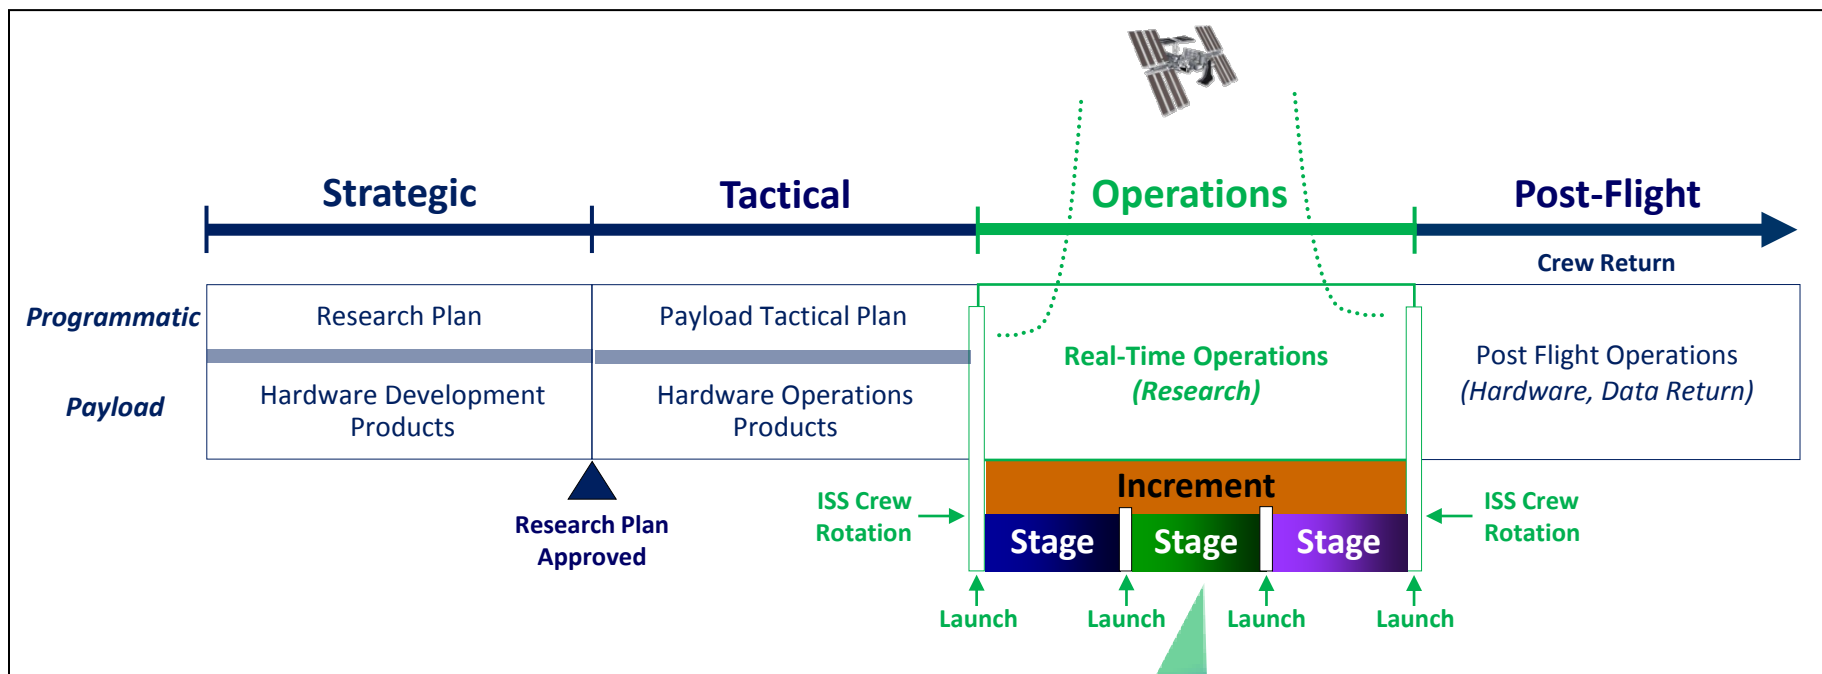 Strategic
Tactical
Operations
Post-Flight
Crew Return
Programmatic
Research Plan
Payload Tactical Plan
Real-Time Operations
(Research)
Post Flight Operations
(Hardware, Data Return)
Payload
Hardware Development
Products
Hardware Operations
Products
Increment
ISS Crew
Rotation
ISS Crew
Rotation
Research Plan
Approved
Stage
Stage
Stage
Launch
Launch
Launch
Launch